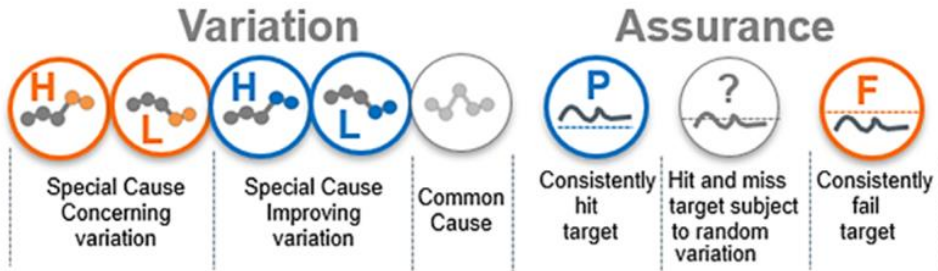 Variation
Assurance
H
L
H
L
P
?
F
Special Cause
Concerning
variation
Special Cause
Improving
variation
Common
Cause
Consistently
hit
target
Hit and miss
target subject
to random
variation
Consistently
fail
target